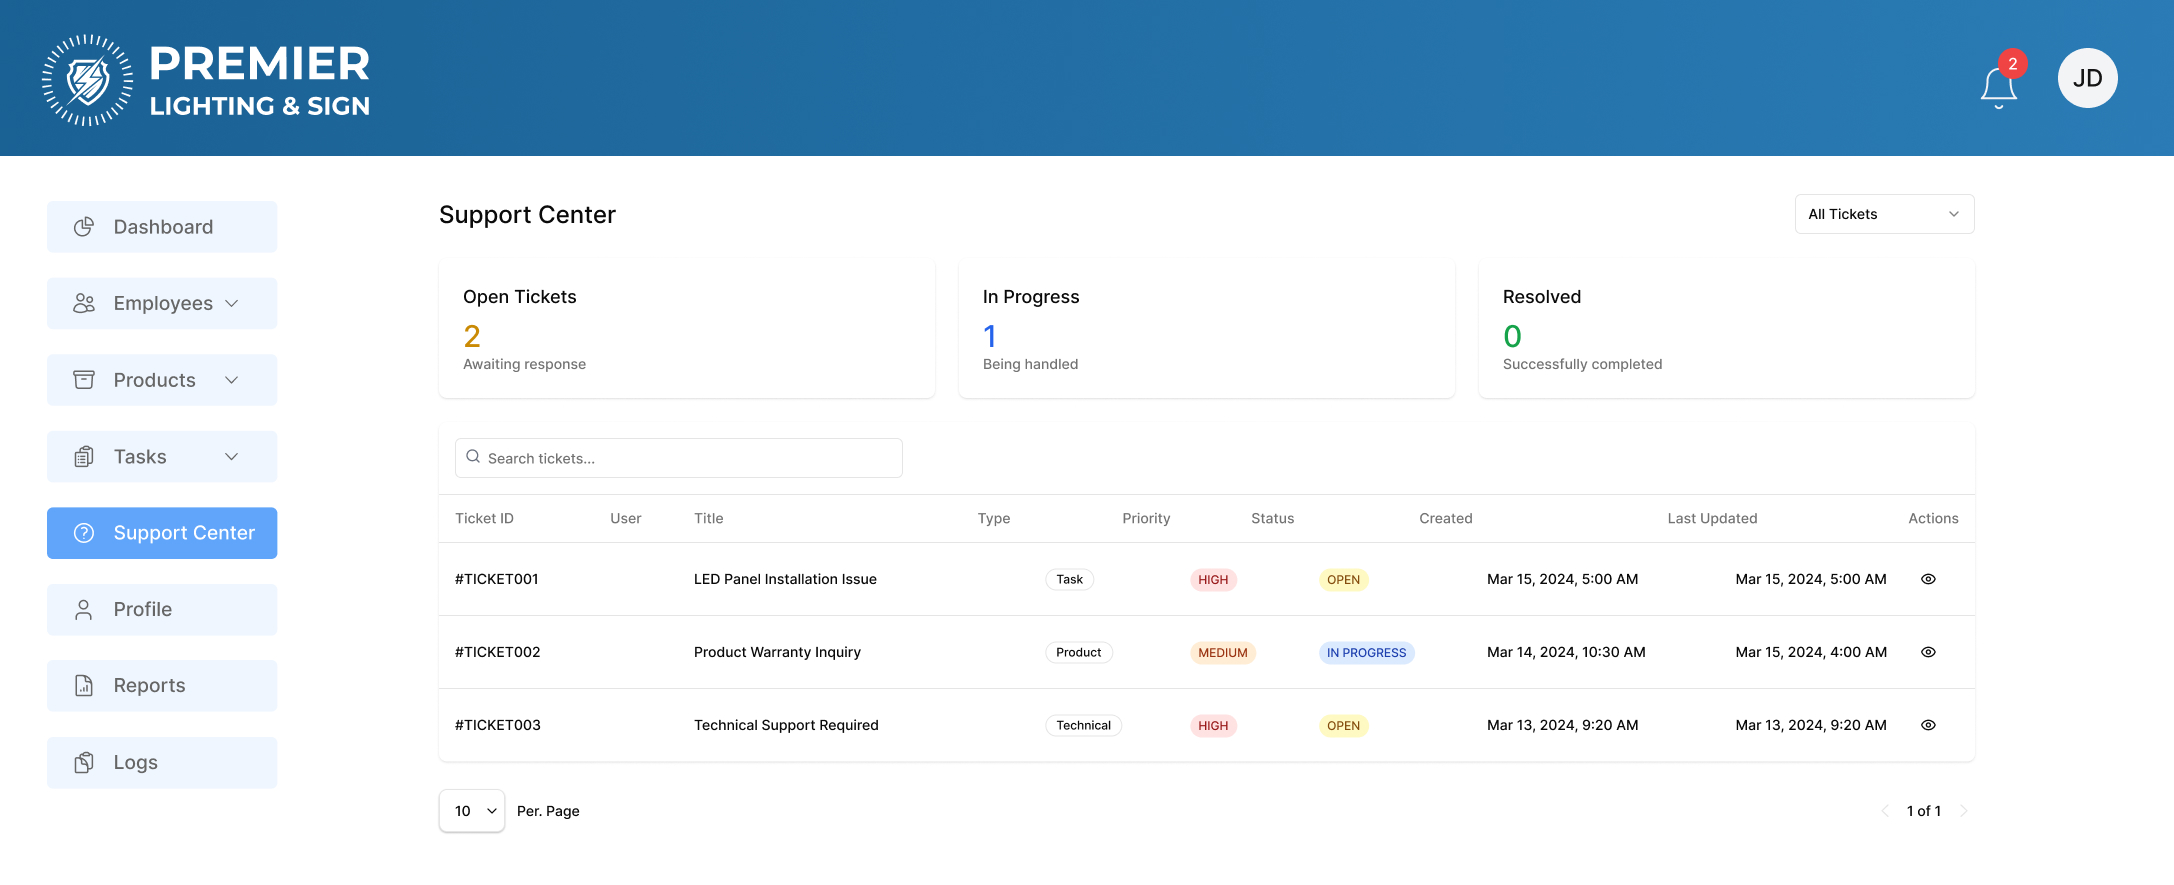 PREMIER
LIGHTING & SIGN
2
JD
Dashboard
Employees
Products
Tasks
Support Center
Profile
Reports
Logs
Support Center
All Tickets
Open Tickets
2
Awaiting response
In Progress
1
Being handled
Resolved
0
Successfully completed
Search tickets...
Ticket ID User Title Type Priority Status Created Last Updated Actions
#TICKET001 LED Panel Installation Issue Task HIGH OPEN Mar 15, 2024, 5:00 AM Mar 15, 2024, 5:00 AM
#TICKET002 Product Warranty Inquiry Product MEDIUM IN PROGRESS Mar 14, 2024, 10:30 AM Mar 15, 2024, 4:00 AM
#TICKET003 Technical Support Required Technical HIGH OPEN Mar 13, 2024, 9:20 AM Mar 13, 2024, 9:20 AM
10 Per. Page
1 of 1